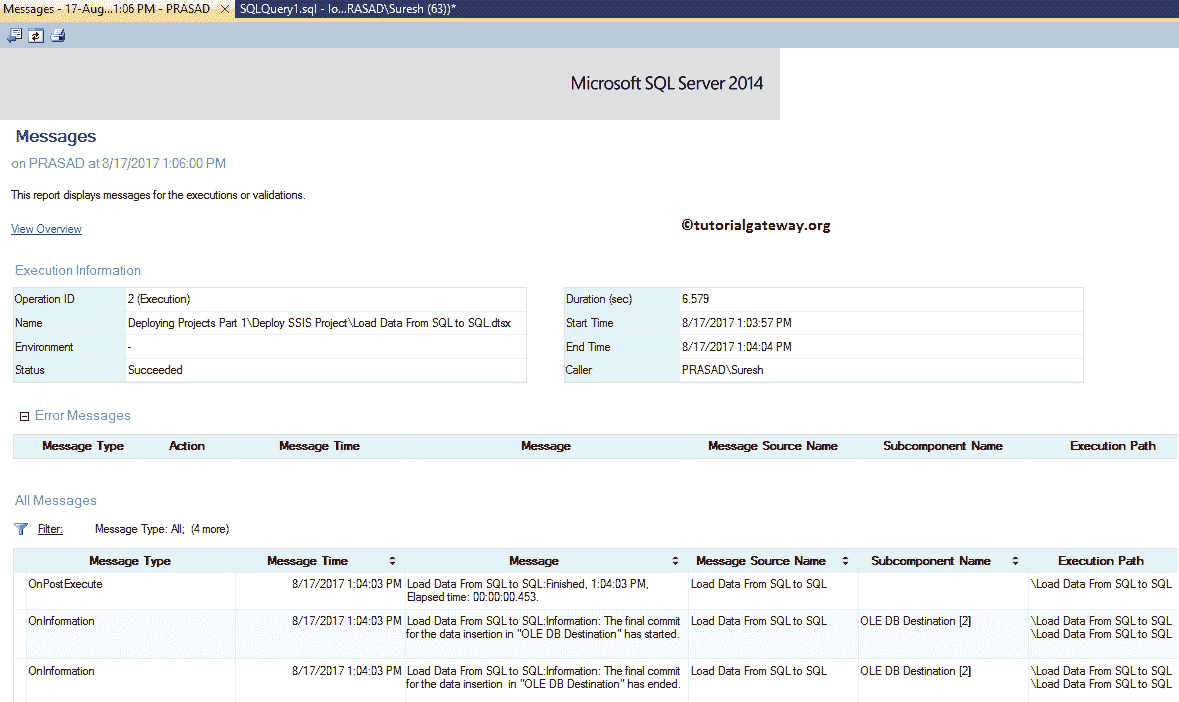 Messages - 17-Aug...1:06 PM - PRASAD × SQLQuery1.sql - lo...RASAD\Suresh (63))*
Microsoft SQL Server 2014
Messages
on PRASAD at 8/17/2017 1:06:00 PM
This report displays messages for the executions or validations.
©tutorialgateway.org
View Overview
Execution Information
Operation ID 2 (Execution) Duration (sec) 6.579
Name Deploying Projects Part 1\Deploy SSIS Project\Load Data From SQL to SQL.dtsx Start Time 8/17/2017 1:03:57 PM
Environment - End Time 8/17/2017 1:04:04 PM
Status Succeeded Caller PRASAD\Suresh
Error Messages
Message Type Action Message Time Message Message Source Name Subcomponent Name Execution Path
All Messages
Filter: Message Type: All; (4 more)
Message Type Message Time Message Message Source Name Subcomponent Name Execution Path
OnPostExecute 8/17/2017 1:04:03 PM Load Data From SQL to SQL:Finished, 1:04:03 PM, Load Data From SQL to SQL \Load Data From SQL to SQL
Elapsed time: 00:00:00.453.
OnInformation 8/17/2017 1:04:03 PM Load Data From SQL to SQL:Information: The final commit Load Data From SQL to SQL OLE DB Destination [2] \Load Data From SQL to SQL
for the data insertion in "OLE DB Destination" has started. \Load Data From SQL to SQL
OnInformation 8/17/2017 1:04:03 PM Load Data From SQL to SQL:Information: The final commit Load Data From SQL to SQL OLE DB Destination [2] \Load Data From SQL to SQL
for the data insertion in "OLE DB Destination" has ended. \Load Data From SQL to SQL